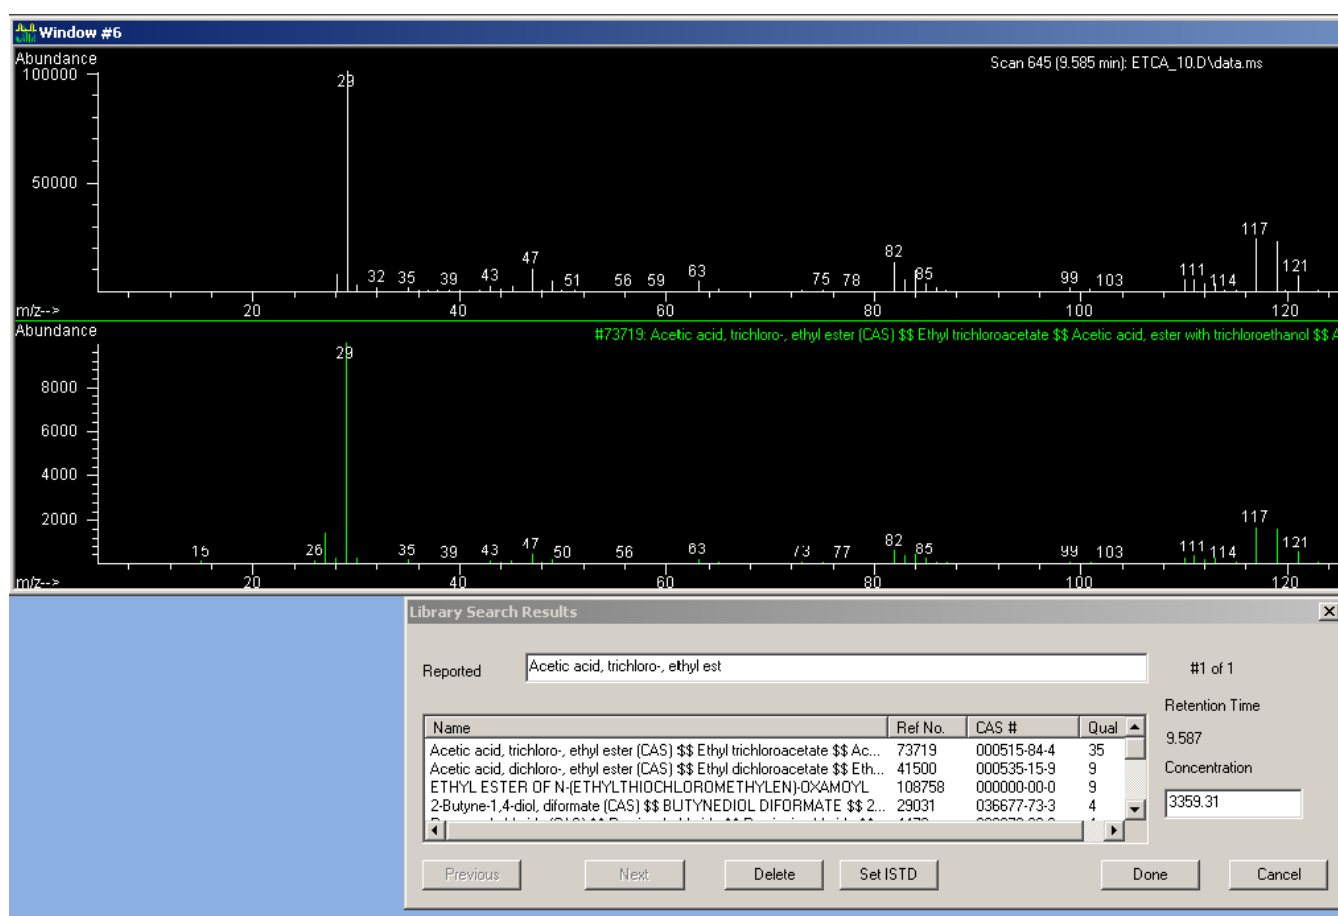 Window #6
Abundance
Scan 645 (9.585 min): ETCA_10.D\data.ms
100000
50000
29
32 35 39 43 47 51 56 59 63 75 78 82 85 99 103 111 114 117 121
m/z-->
20 40 60 80 100 120
Abundance
#73719: Acetic acid, trichloro-, ethyl ester (CAS) $$ Ethyl trichloroacetate $$ Acetic acid, ester with trichloroethanol $$ A
8000
6000
4000
2000
15 26 29 35 39 43 47 50 56 63 73 77 82 85 99 103 111 114 117 121
m/z-->
20 40 60 80 100 120
Library Search Results
Reported Acetic acid, trichloro-, ethyl est #1 of 1
Retention Time
9.587
Concentration
3359.31
Name Ref No. CAS # Qual
Acetic acid, trichloro-, ethyl ester (CAS) $$ Ethyl trichloroacetate $$ Ac... 73719 000515-84-4 35
Acetic acid, dichloro-, ethyl ester (CAS) $$ Ethyl dichloroacetate $$ Eth... 41500 000535-15-9 9
ETHYL ESTER OF N-(ETHYLTHIOCHLOROMETHYLEN)-OXAMOYL 108758 000000-00-0 9
2-Butyne-1,4-diol, diformate (CAS) $$ BUTYNEDIOL DIFORMATE $$ 2... 29031 036677-73-3 4
Previous Next Delete Set ISTD Done Cancel